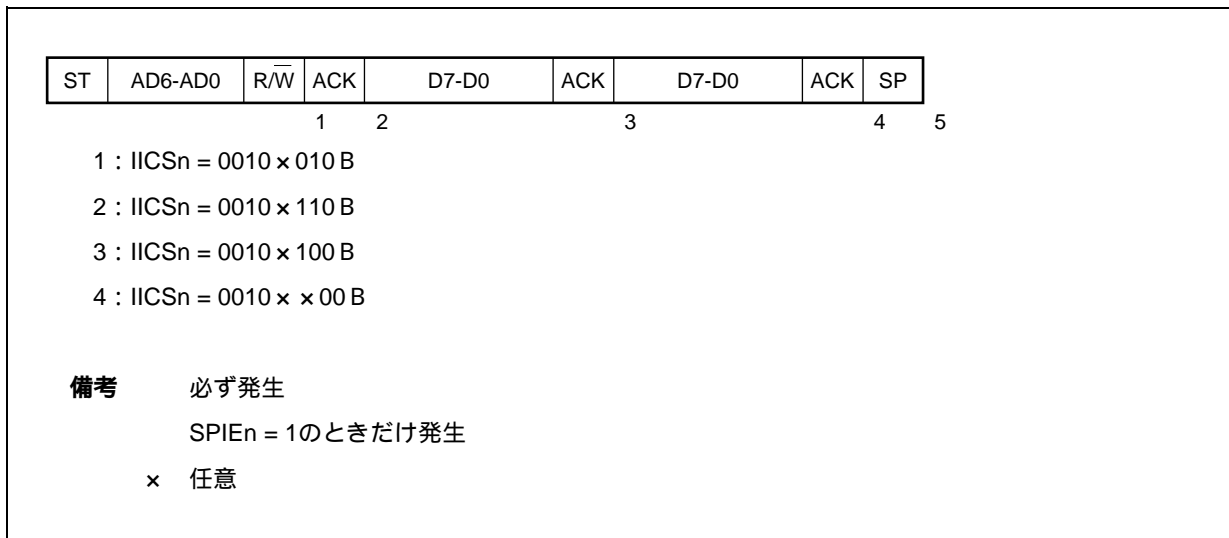 ST AD6-AD0 R/W ACK D7-D0 ACK D7-D0 ACK SP
1 2 3 4 5
1：IICSn = 0010×010 B
2：IICSn = 0010×110 B
3：IICSn = 0010×100 B
4：IICSn = 0010××00 B
備考 必ず発生
SPIEn = 1のときだけ発生
× 任意